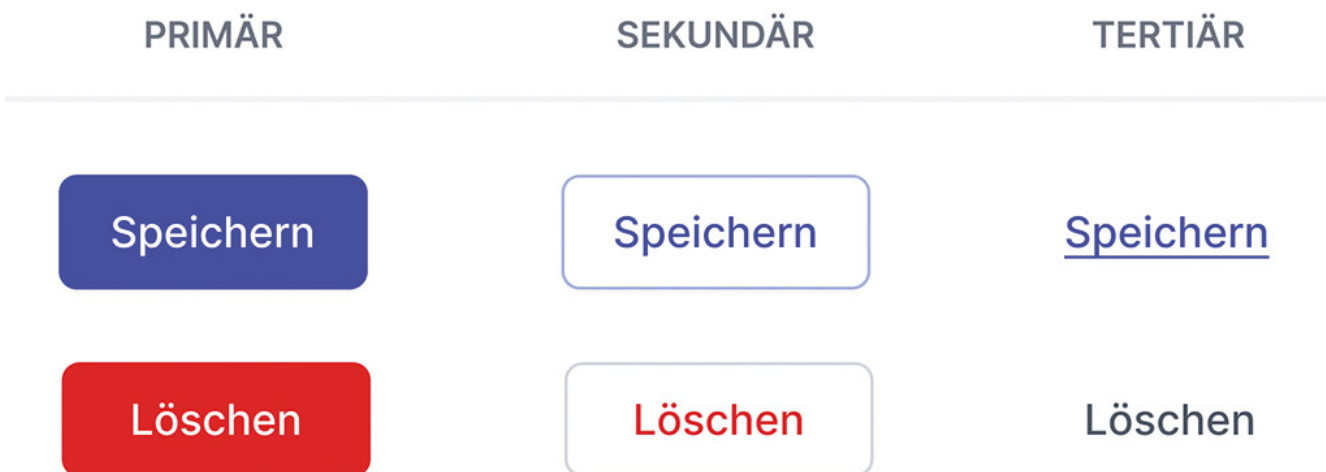 PRIMÄR SEKUNDÄR TERTIÄR
Speichern Speichern Speichern
Löschen Löschen Löschen